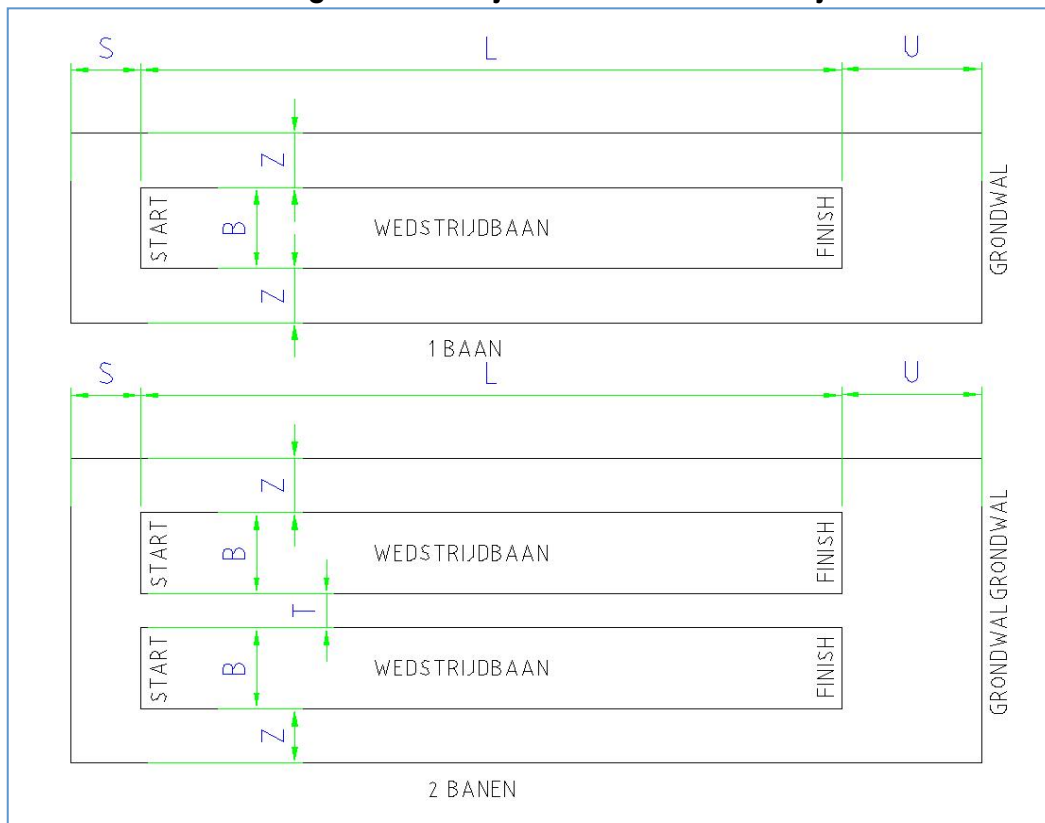 S L U
Z
START B WEDSTRIJDBAAN FINISH GRONDWAL
Z
1 BAAN
S L U
Z
START B WEDSTRIJDBAAN FINISH GRONDWAL
T
START B WEDSTRIJDBAAN FINISH GRONDWAL
Z
2 BANEN